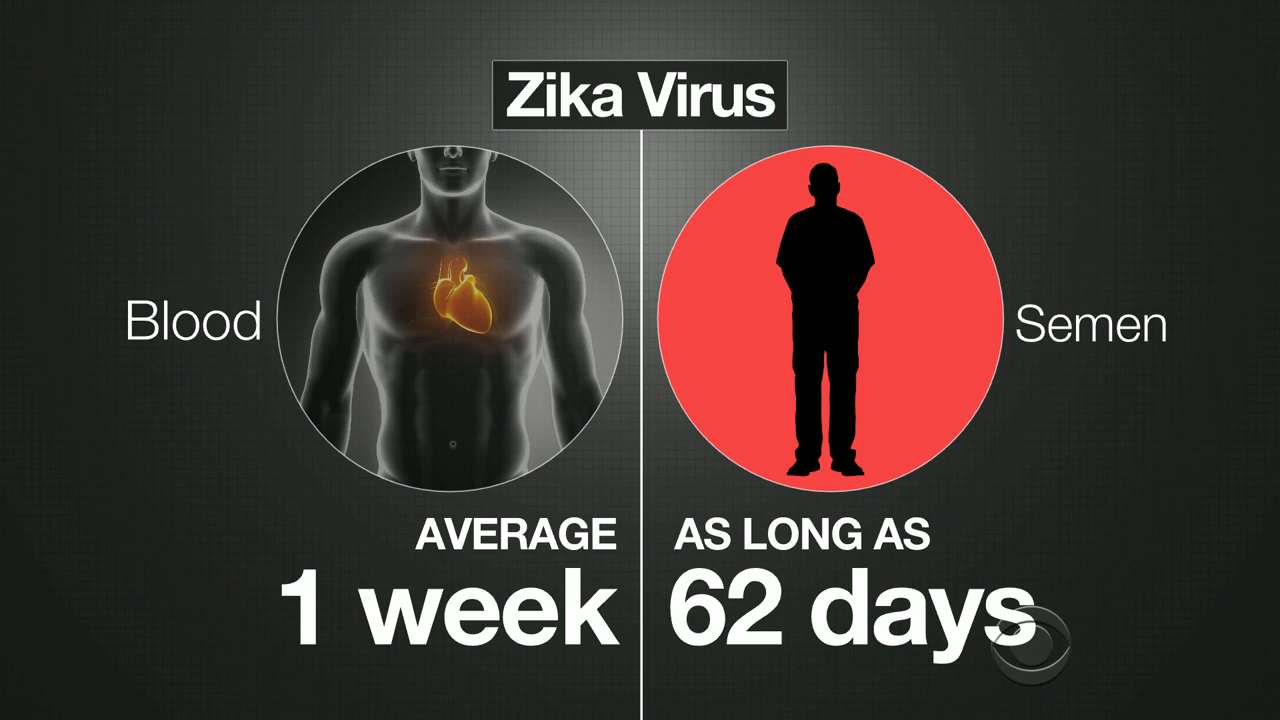 Zika Virus
Blood
Semen
AVERAGE
1 week
AS LONG AS
62 days